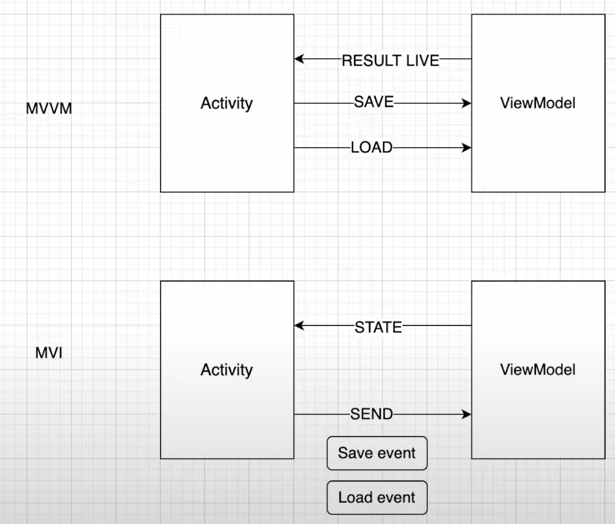 RESULT LIVE
MVVM
Activity
SAVE
ViewModel
LOAD
STATE
MVI
Activity
ViewModel
SEND
Save event
Load event